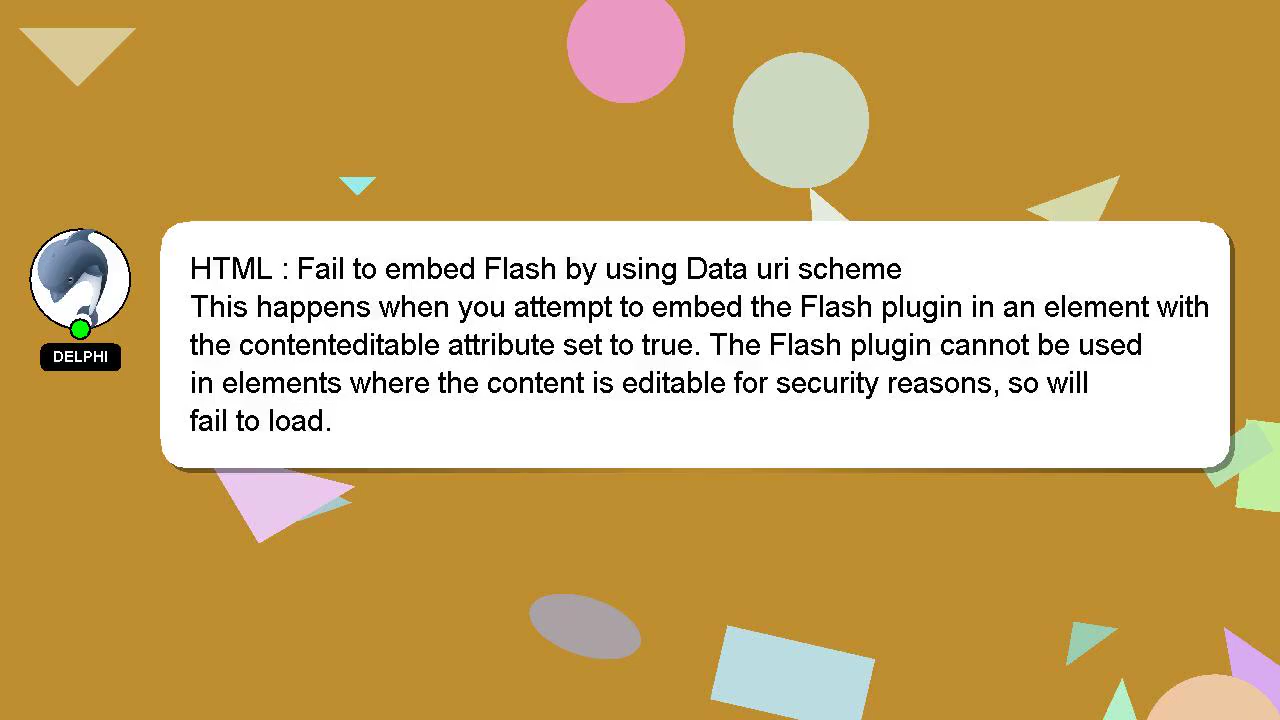 HTML : Fail to embed Flash by using Data uri scheme
This happens when you attempt to embed the Flash plugin in an element with
the contenteditable attribute set to true. The Flash plugin cannot be used
in elements where the content is editable for security reasons, so will
fail to load.
DELPHI